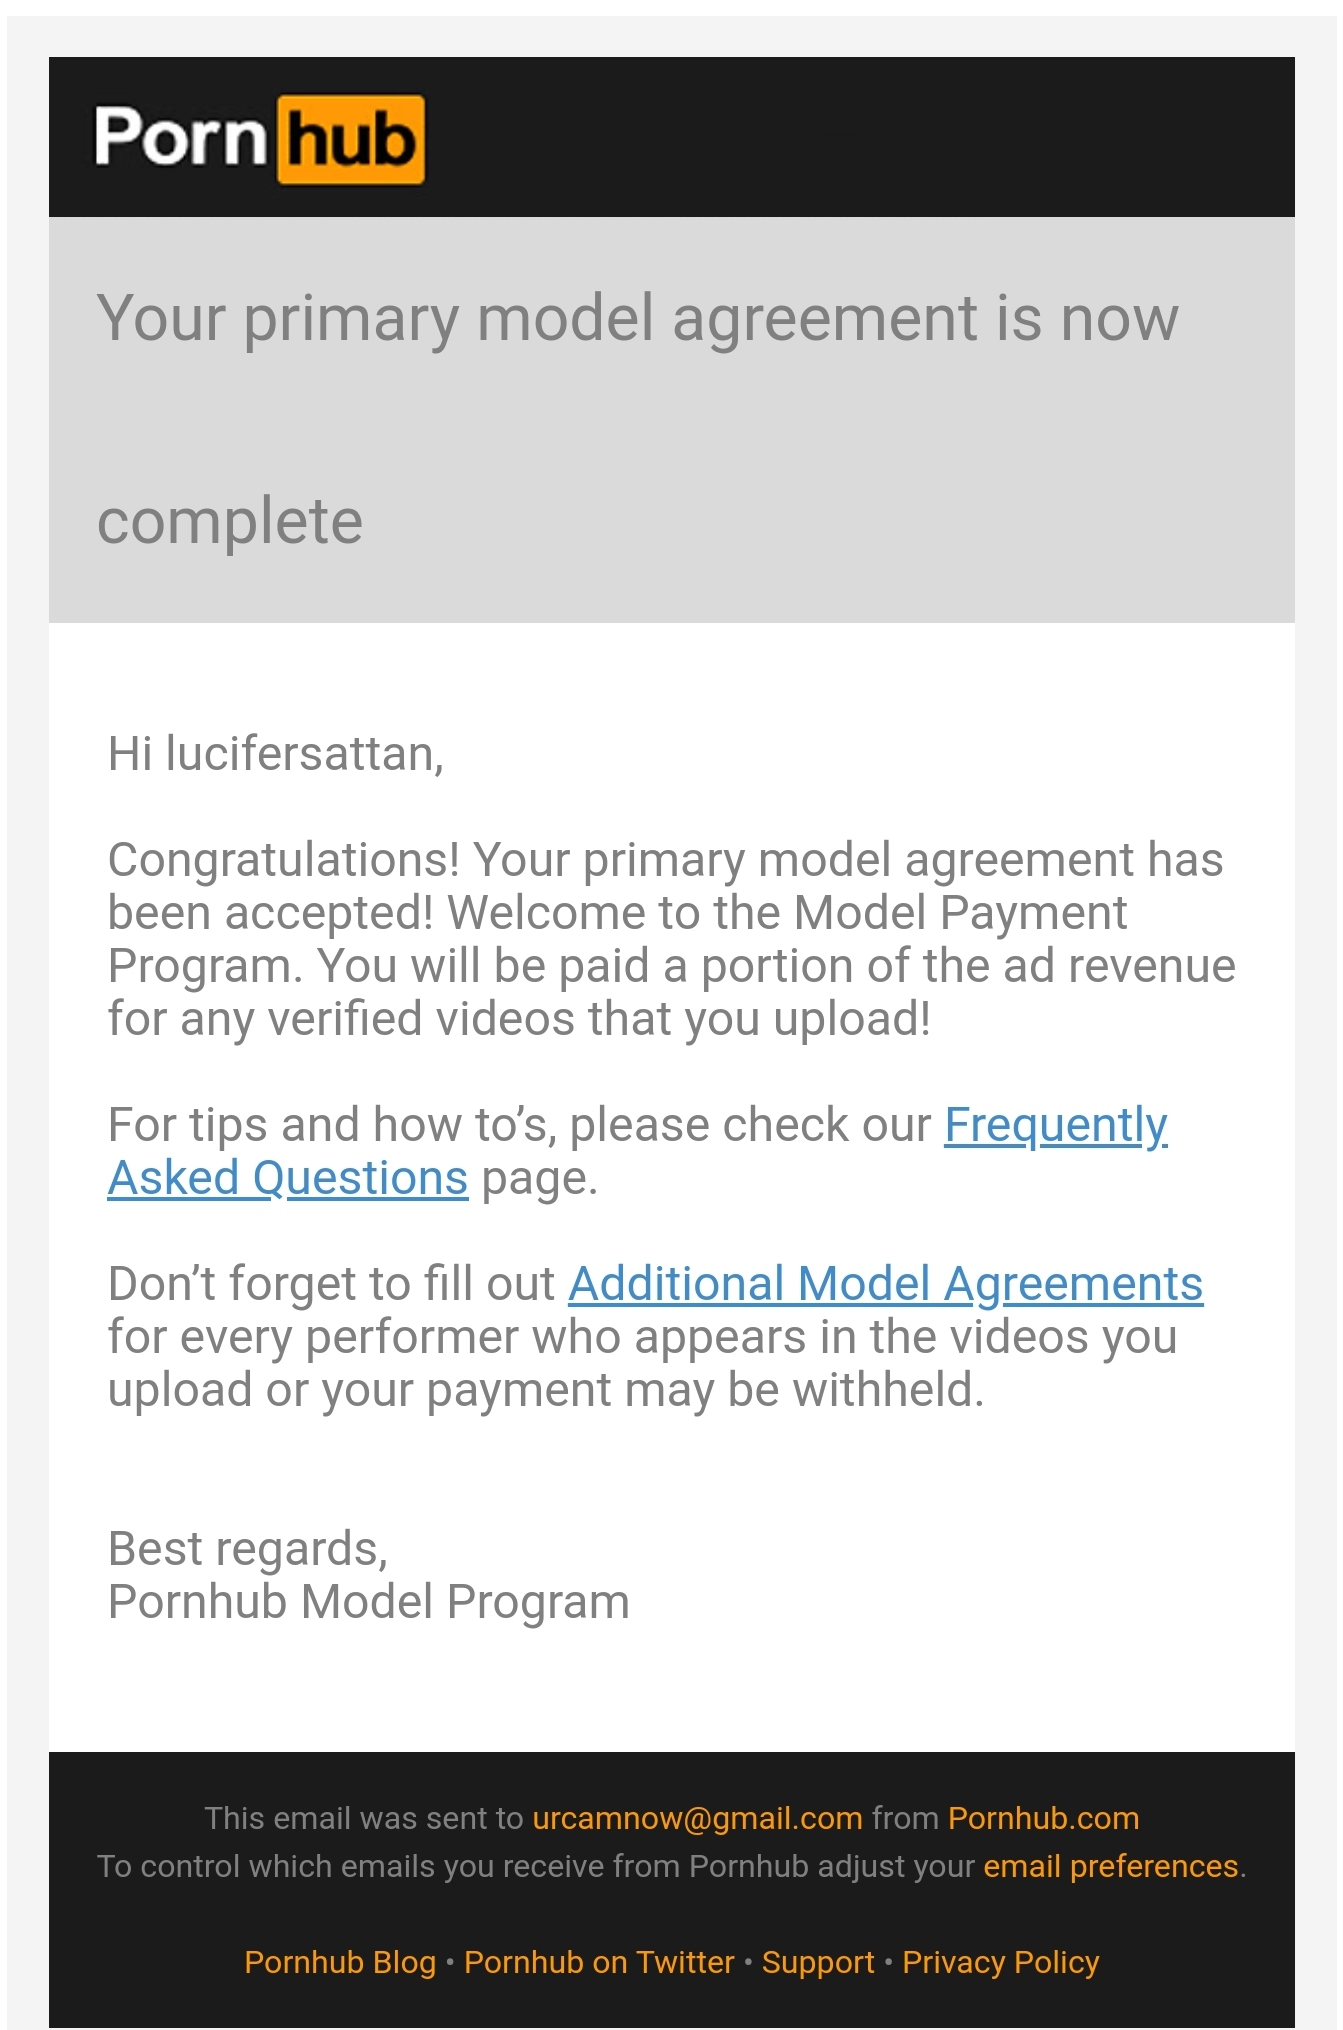 Pornhub
Your primary model agreement is now
complete
Hi lucifersattan,
Congratulations! Your primary model agreement has
been accepted! Welcome to the Model Payment
Program. You will be paid a portion of the ad revenue
for any verified videos that you upload!
For tips and how to’s, please check our Frequently
Asked Questions page.
Don’t forget to fill out Additional Model Agreements
for every performer who appears in the videos you
upload or your payment may be withheld.
Best regards,
Pornhub Model Program
This email was sent to urcamnow@gmail.com from Pornhub.com
To control which emails you receive from Pornhub adjust your email preferences.
Pornhub Blog • Pornhub on Twitter • Support • Privacy Policy